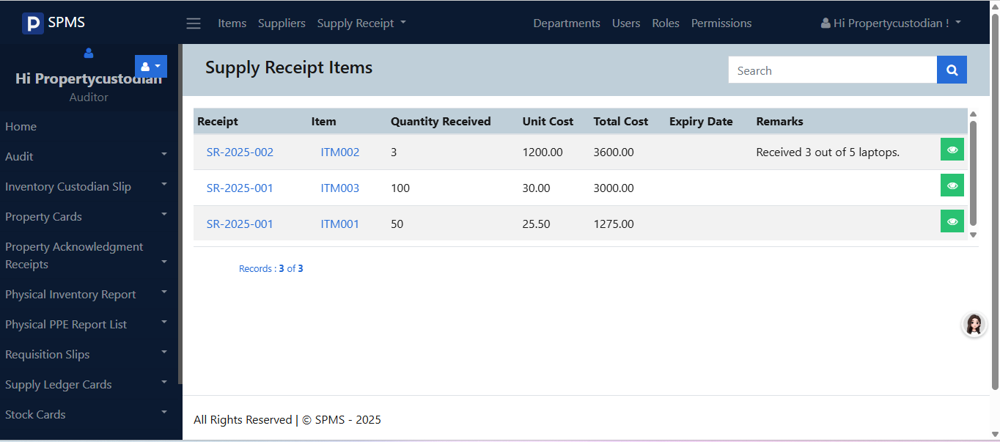 SPMS
Items Suppliers Supply Receipt
Departments Users Roles Permissions
Hi Propertycustodian !
Hi Propertycustodian
Auditor
Home
Audit
Inventory Custodian Slip
Property Cards
Property Acknowledgment
Receipts
Physical Inventory Report
Physical PPE Report List
Requisition Slips
Supply Ledger Cards
Stock Cards
Supply Receipt Items
Search
Receipt Item Quantity Received Unit Cost Total Cost Expiry Date Remarks
SR-2025-002 ITM002 3 1200.00 3600.00 Received 3 out of 5 laptops.
SR-2025-001 ITM003 100 30.00 3000.00
SR-2025-001 ITM001 50 25.50 1275.00
Records : 3 of 3
All Rights Reserved | © SPMS - 2025